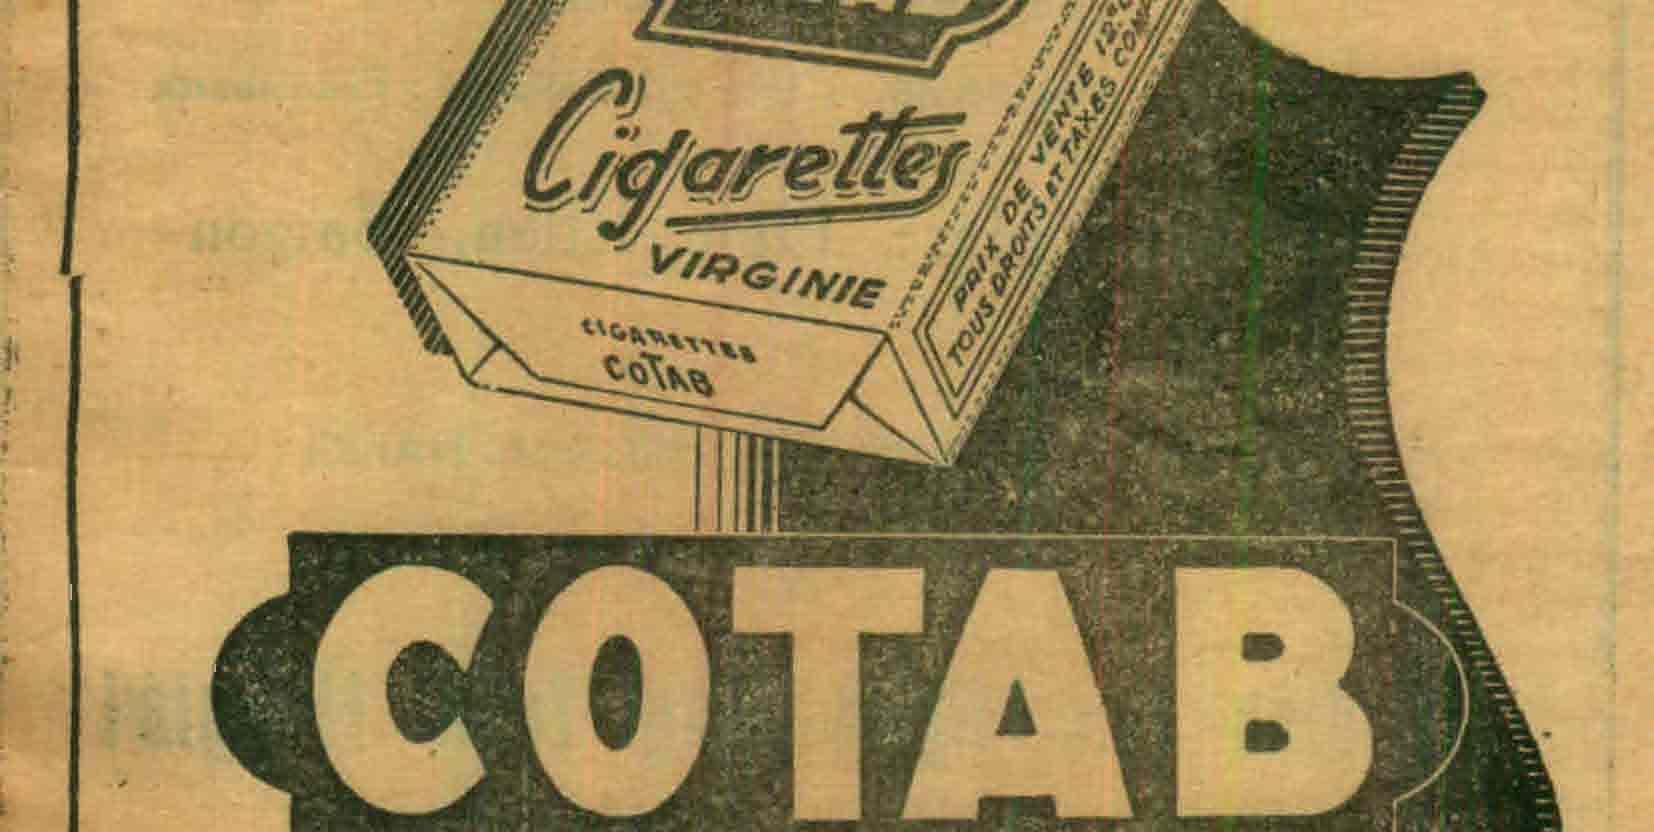 Cigarettes
VIRGINIE
CIGARETTES
COTAB
PRIX DE VENTE
TOUS DROITS ET TAXES
COTAB